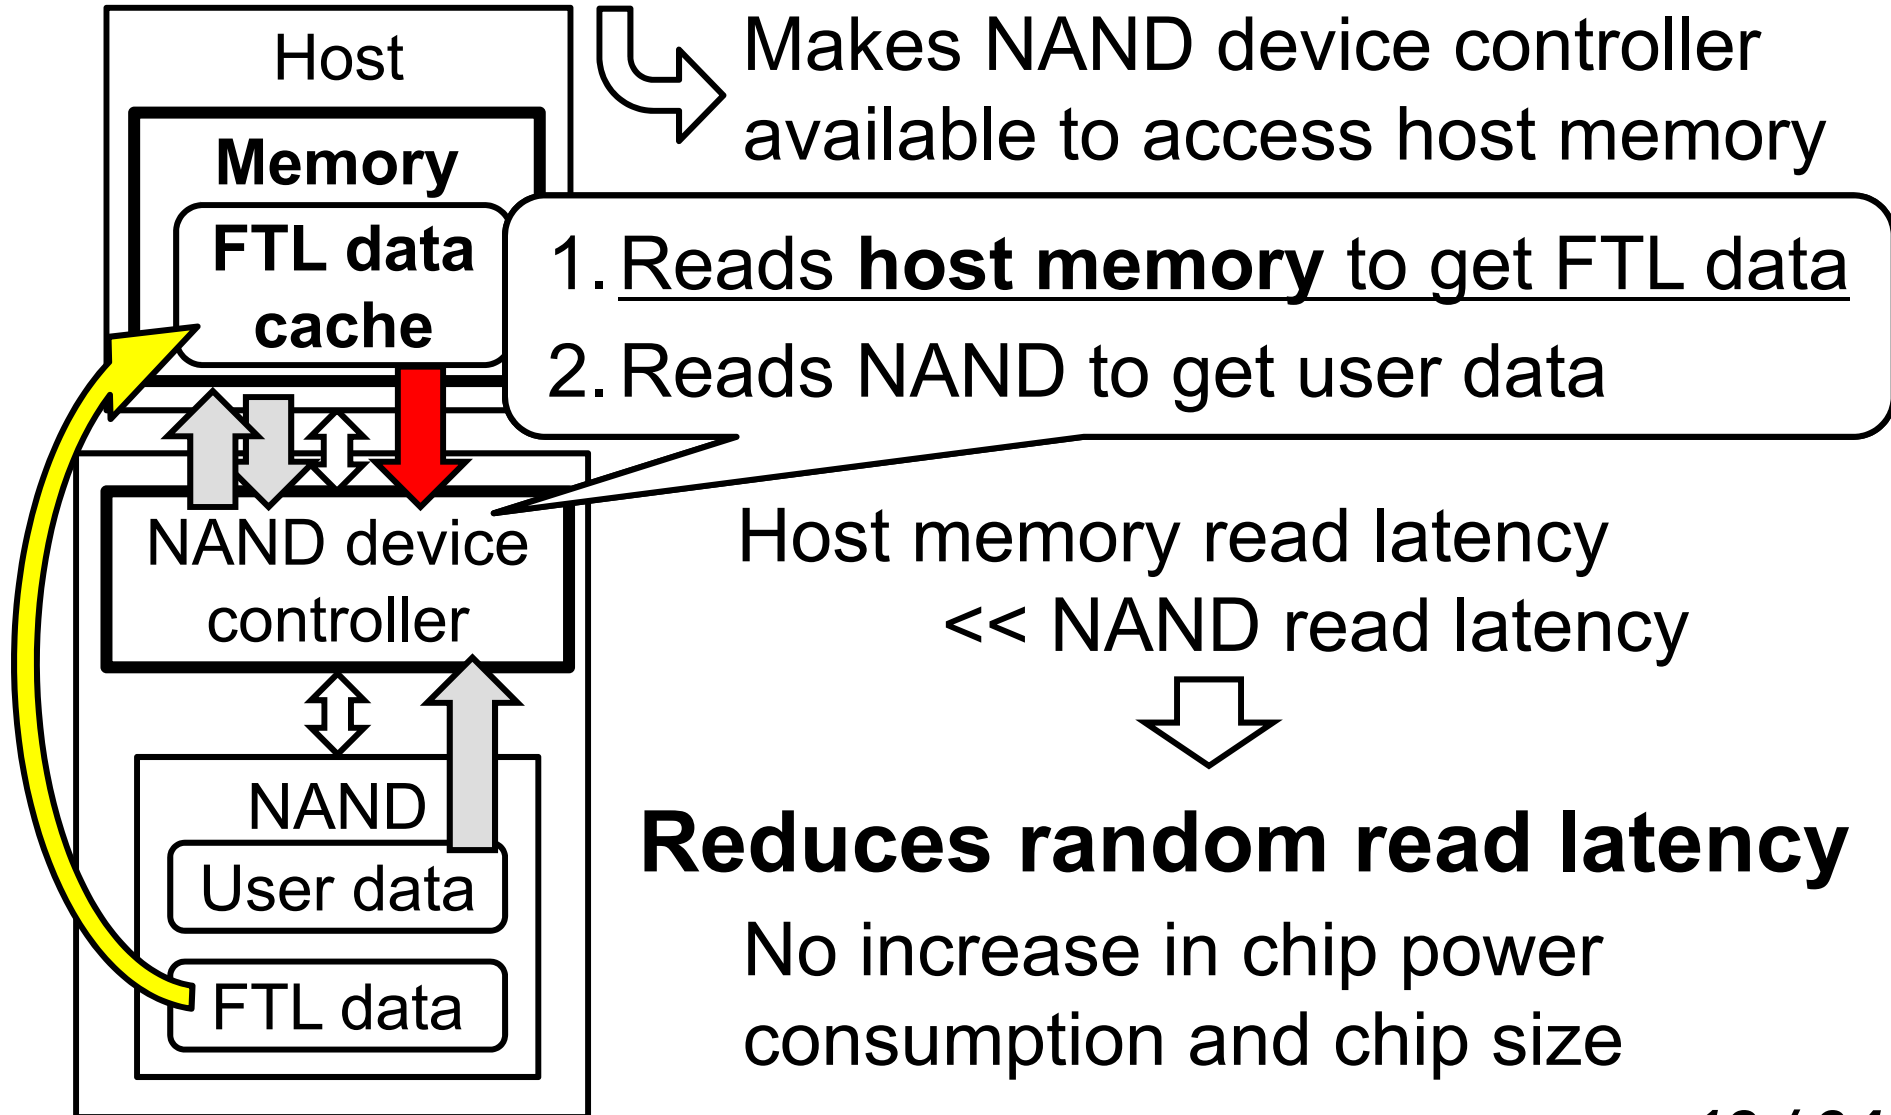 Host
Memory
FTL data
cache
NAND device
controller
NAND
User data
FTL data
Makes NAND device controller
available to access host memory
1. Reads host memory to get FTL data
2. Reads NAND to get user data
Host memory read latency
<< NAND read latency
Reduces random read latency
No increase in chip power
consumption and chip size